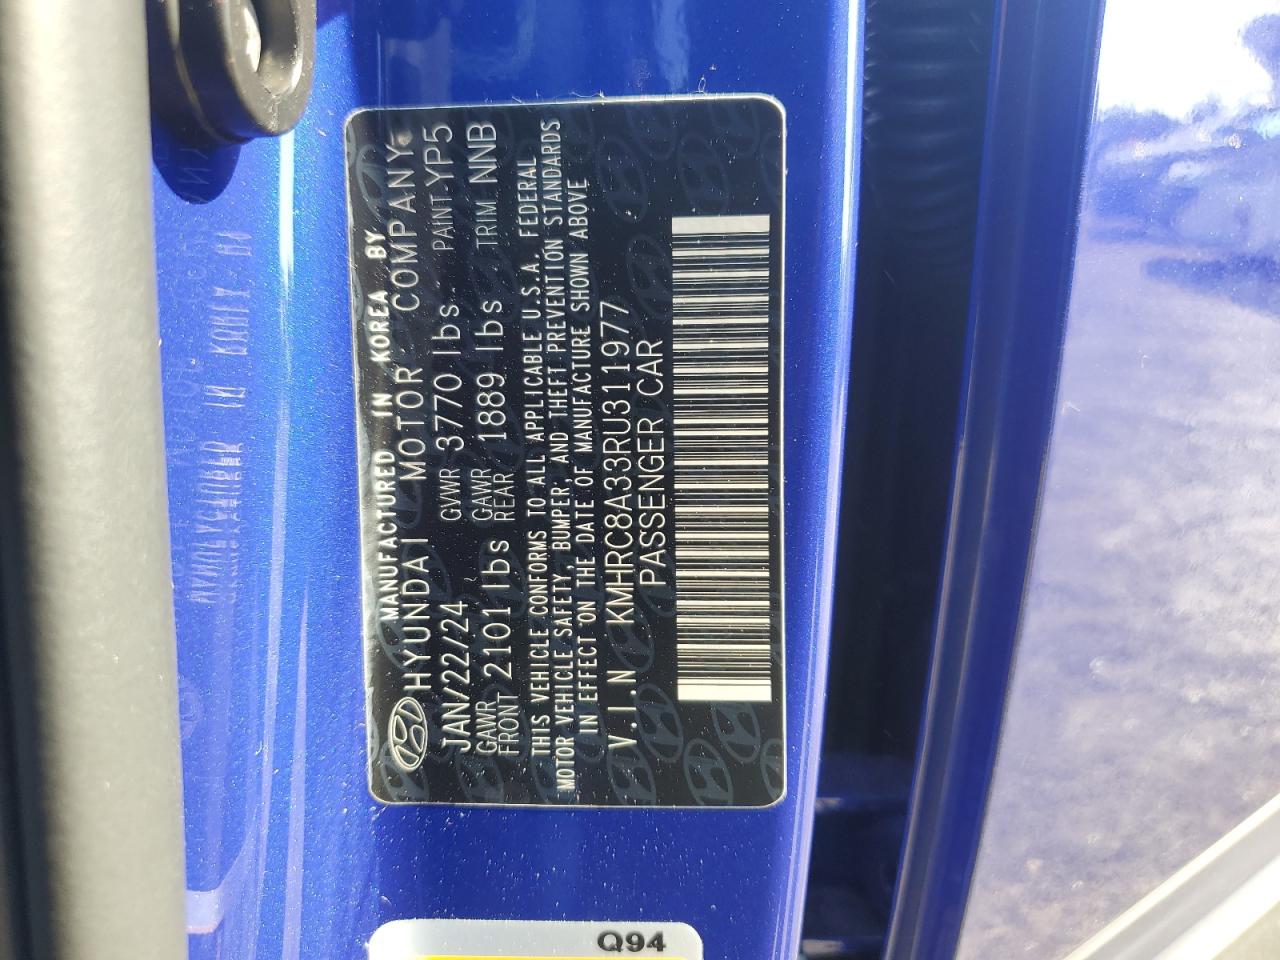 MANUFACTURED IN KOREA BY
HYUNDAI MOTOR COMPANY
JAN/22/24 GVWR 3770 lbs PAINT YP5
GAWR FRONT 2101 lbs GAWR REAR 1889 lbs TRIM NNB
THIS VEHICLE CONFORMS TO ALL APPLICABLE U.S.A. FEDERAL
MOTOR VEHICLE SAFETY, BUMPER, AND THEFT PREVENTION STANDARDS
IN EFFECT ON THE DATE OF MANUFACTURE SHOWN ABOVE
V.I.N. KMHRC8A33RU311977
PASSENGER CAR
Q94